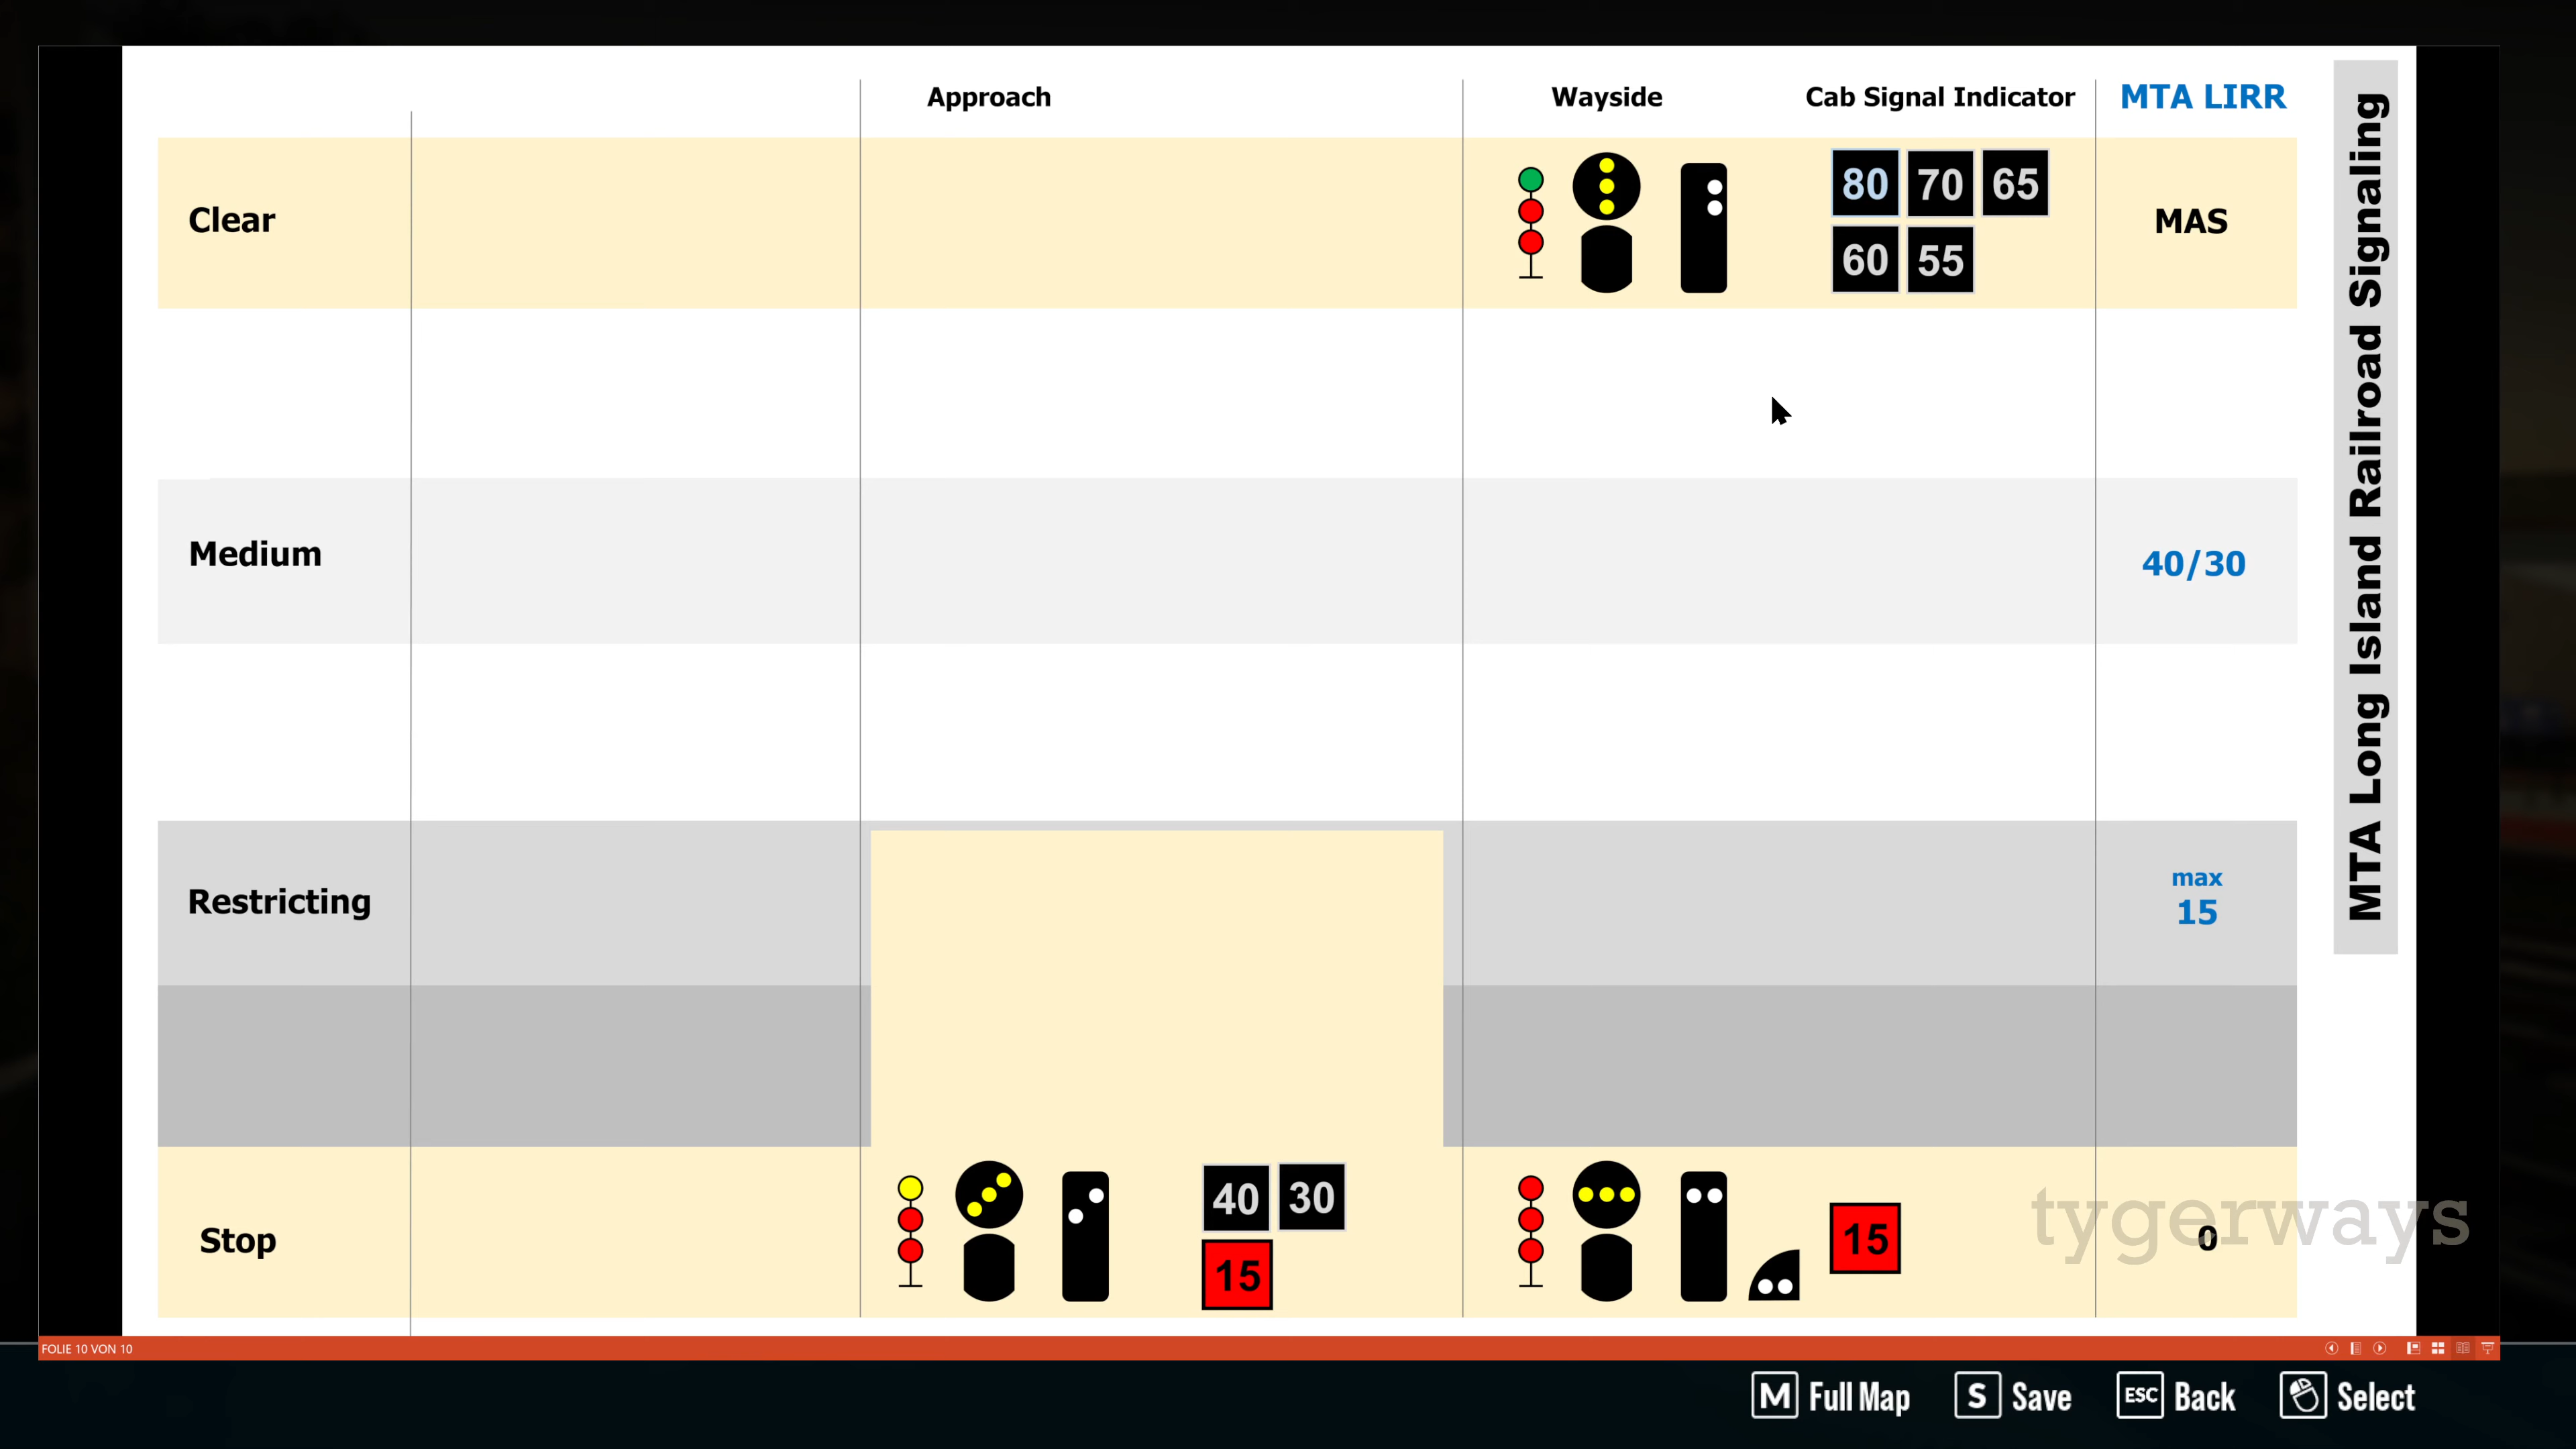 Approach
Wayside
Cab Signal Indicator
MTA LIRR
MTA Long Island Railroad Signaling
Clear
80 70 65
60 55
MAS
Medium
40/30
Restricting
max
15
Stop
40 30
15
15
0
tygerways
FOLIE 10 VON 10
M Full Map
S Save
ESC Back
Select